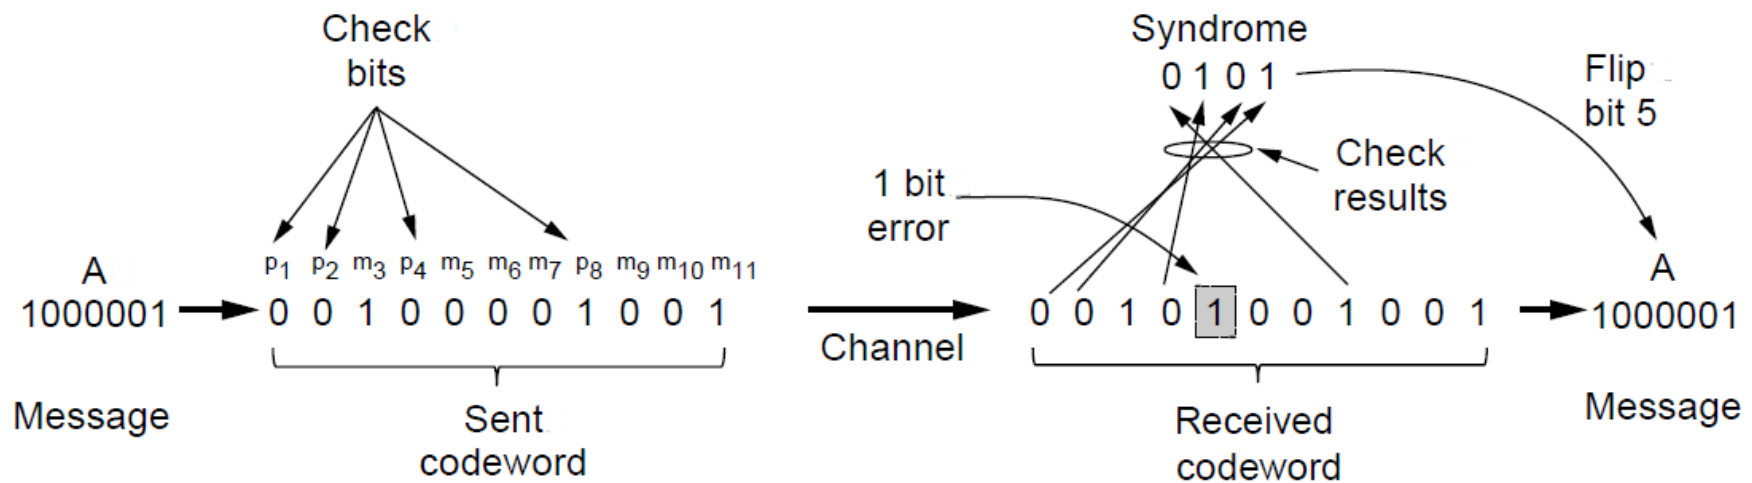 Check
bits
Syndrome
0 1 0 1
Flip
bit 5
Check
results
1 bit
error
p1 p2 m3 p4 m5 m6 m7 p8 m9 m10 m11
A
A
1000001
0 0 1 0 0 0 0 1 0 0 1
0 0 1 0 1 0 0 1 0 0 1
1000001
Channel
Message
Sent
codeword
Received
codeword
Message